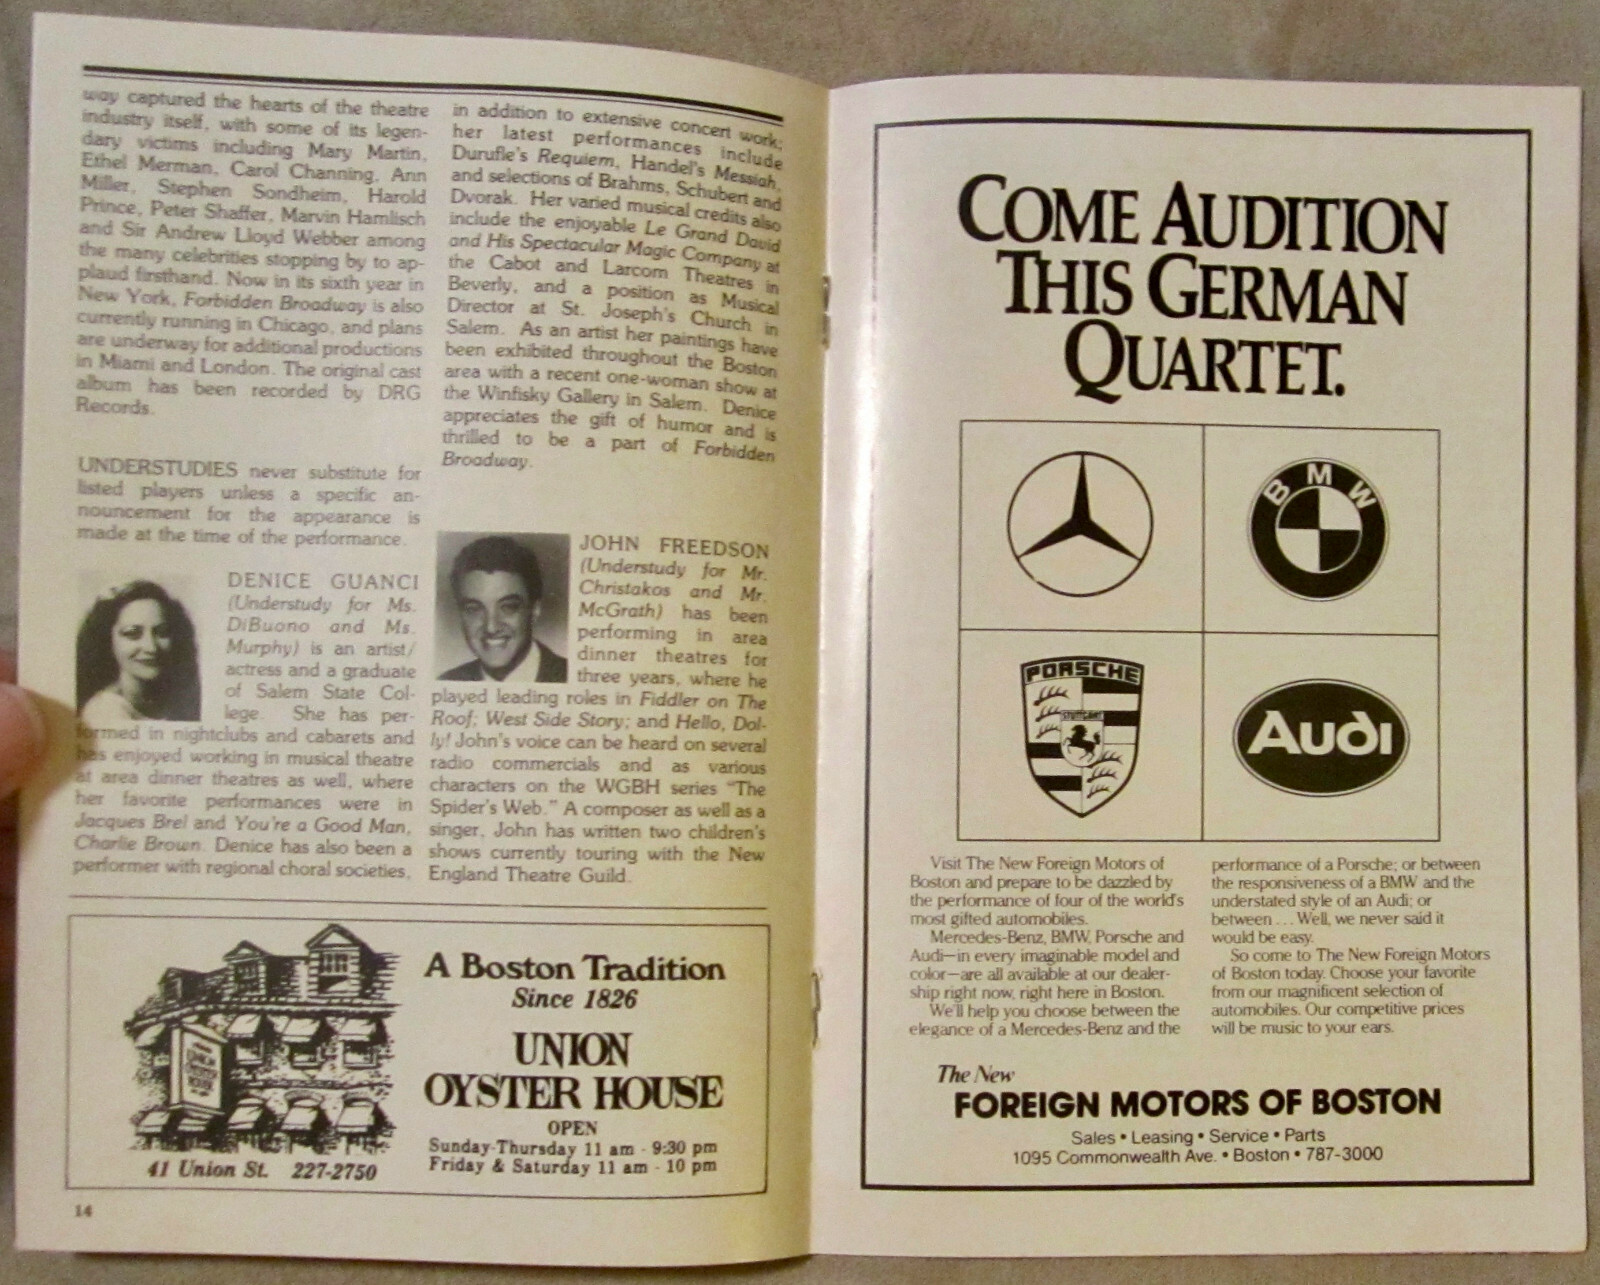 way captured the hearts of the theatre
industry itself, with some of its legen-
dary victims including Mary Martin,
Ethel Merman, Carol Channing, Ann
Miller, Stephen Sondheim, Harold
Prince, Peter Shaffer, Marvin Hamlisch
and Sir Andrew Lloyd Webber among
the many celebrities stopping by to ap-
plaud firsthand. Now in its sixth year in
New York, Forbidden Broadway is also
currently running in Chicago, and plans
are underway for additional productions
in Miami and London. The original cast
album has been recorded by DRG
Records.
UNDERSTUDIES never substitute for
listed players unless a specific an-
nouncement for the appearance is
made at the time of the performance.
DENICE GUANCI
(Understudy for Ms.
DiBuono and Ms.
Murphy) is an artist/
actress and a graduate
of Salem State Col-
lege. She has per-
formed in nightclubs and cabarets and
has enjoyed working in musical theatre
at area dinner theatres as well, where
her favorite performances were in
Jacques Brel and You're a Good Man,
Charlie Brown. Denice has also been a
performer with regional choral societies,
in addition to extensive concert work;
her latest performances include
Durufle's Requiem, Handel's Messiah,
and selections of Brahms, Schubert and
Dvorak. Her varied musical credits also
include the enjoyable Le Grand David
and His Spectacular Magic Company at
the Cabot and Larcom Theatres in
Beverly, and a position as Musical
Director at St. Joseph's Church in
Salem. As an artist her paintings have
been exhibited throughout the Boston
area with a recent one-woman show at
the Winfisky Gallery in Salem. Denice
appreciates the gift of humor and is
thrilled to be a part of Forbidden
Broadway.
JOHN FREEDSON
(Understudy for Mr.
Christakos and Mr.
McGrath) has been
performing in area
dinner theatres for
three years, where he
played leading roles in Fiddler on The
Roof; West Side Story; and Hello, Dol-
ly! John's voice can be heard on several
radio commercials and as various
characters on the WGBH series "The
Spider's Web." A composer as well as a
singer, John has written two children's
shows currently touring with the New
England Theatre Guild.
UNION
OYSTER
HOUSE
41 Union St. 227-2750
A Boston Tradition
Since 1826
UNION
OYSTER HOUSE
OPEN
Sunday-Thursday 11 am - 9:30 pm
Friday & Saturday 11 am - 10 pm
14
COME AUDITION
THIS GERMAN
QUARTET.
BMW
PORSCHE
STUTTGART
Audi
Visit The New Foreign Motors of
Boston and prepare to be dazzled by
the performance of four of the world's
most gifted automobiles.
Mercedes-Benz, BMW, Porsche and
Audi—in every imaginable model and
color—are all available at our dealer-
ship right now, right here in Boston.
We'll help you choose between the
elegance of a Mercedes-Benz and the
performance of a Porsche; or between
the responsiveness of a BMW and the
understated style of an Audi; or
between . . . Well, we never said it
would be easy.
So come to The New Foreign Motors
of Boston today. Choose your favorite
from our magnificent selection of
automobiles. Our competitive prices
will be music to your ears.
The New
FOREIGN MOTORS OF BOSTON
Sales • Leasing • Service • Parts
1095 Commonwealth Ave. • Boston • 787-3000